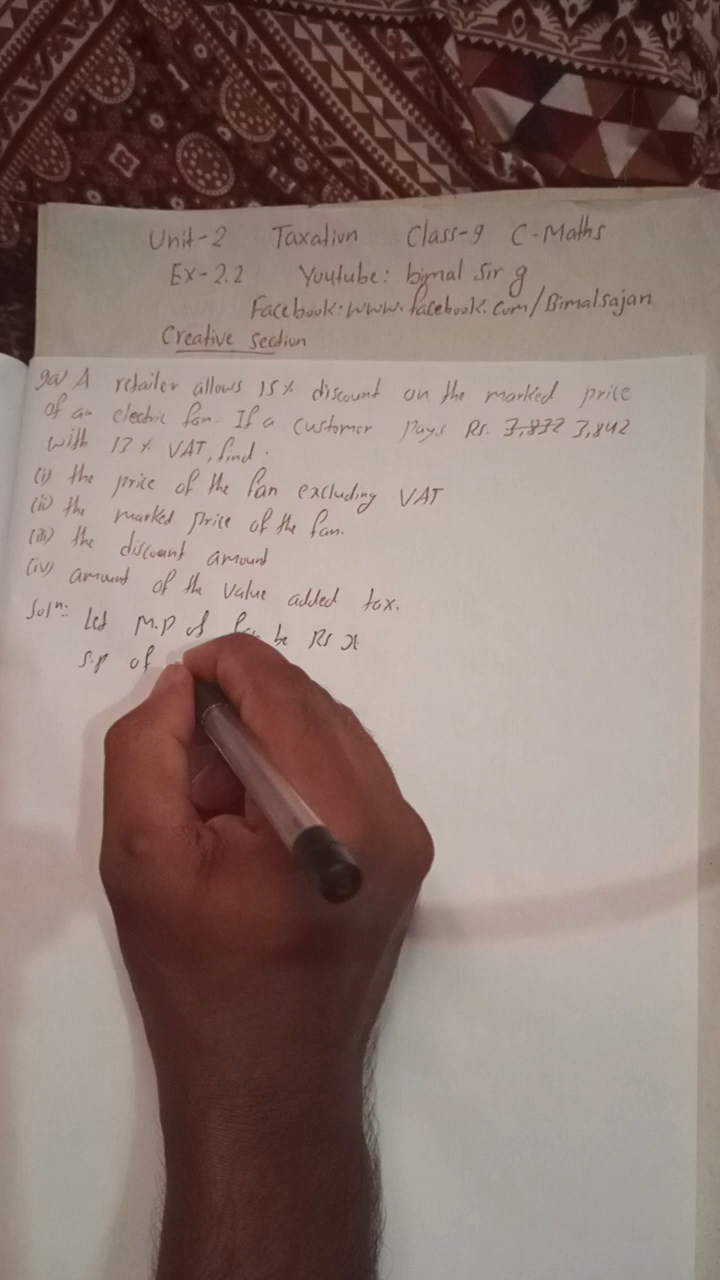 Unit-2 Taxation Class-9 C-Maths
Ex-2.2 Youtube: bimal sir g
Facebook:www.facebook.com/Bimalsajan
Creative section
9a) A retailer allows 15% discount on the marked price
of an electric fan. If a customer pays Rs. 3,832 3,842
with 13% VAT, find.
(i) the price of the fan excluding VAT
(ii) the marked price of the fan.
(iii) the discount amount
(iv) amount of the value added tax.
Solⁿ: Let M.P of be Rs x
S.P of